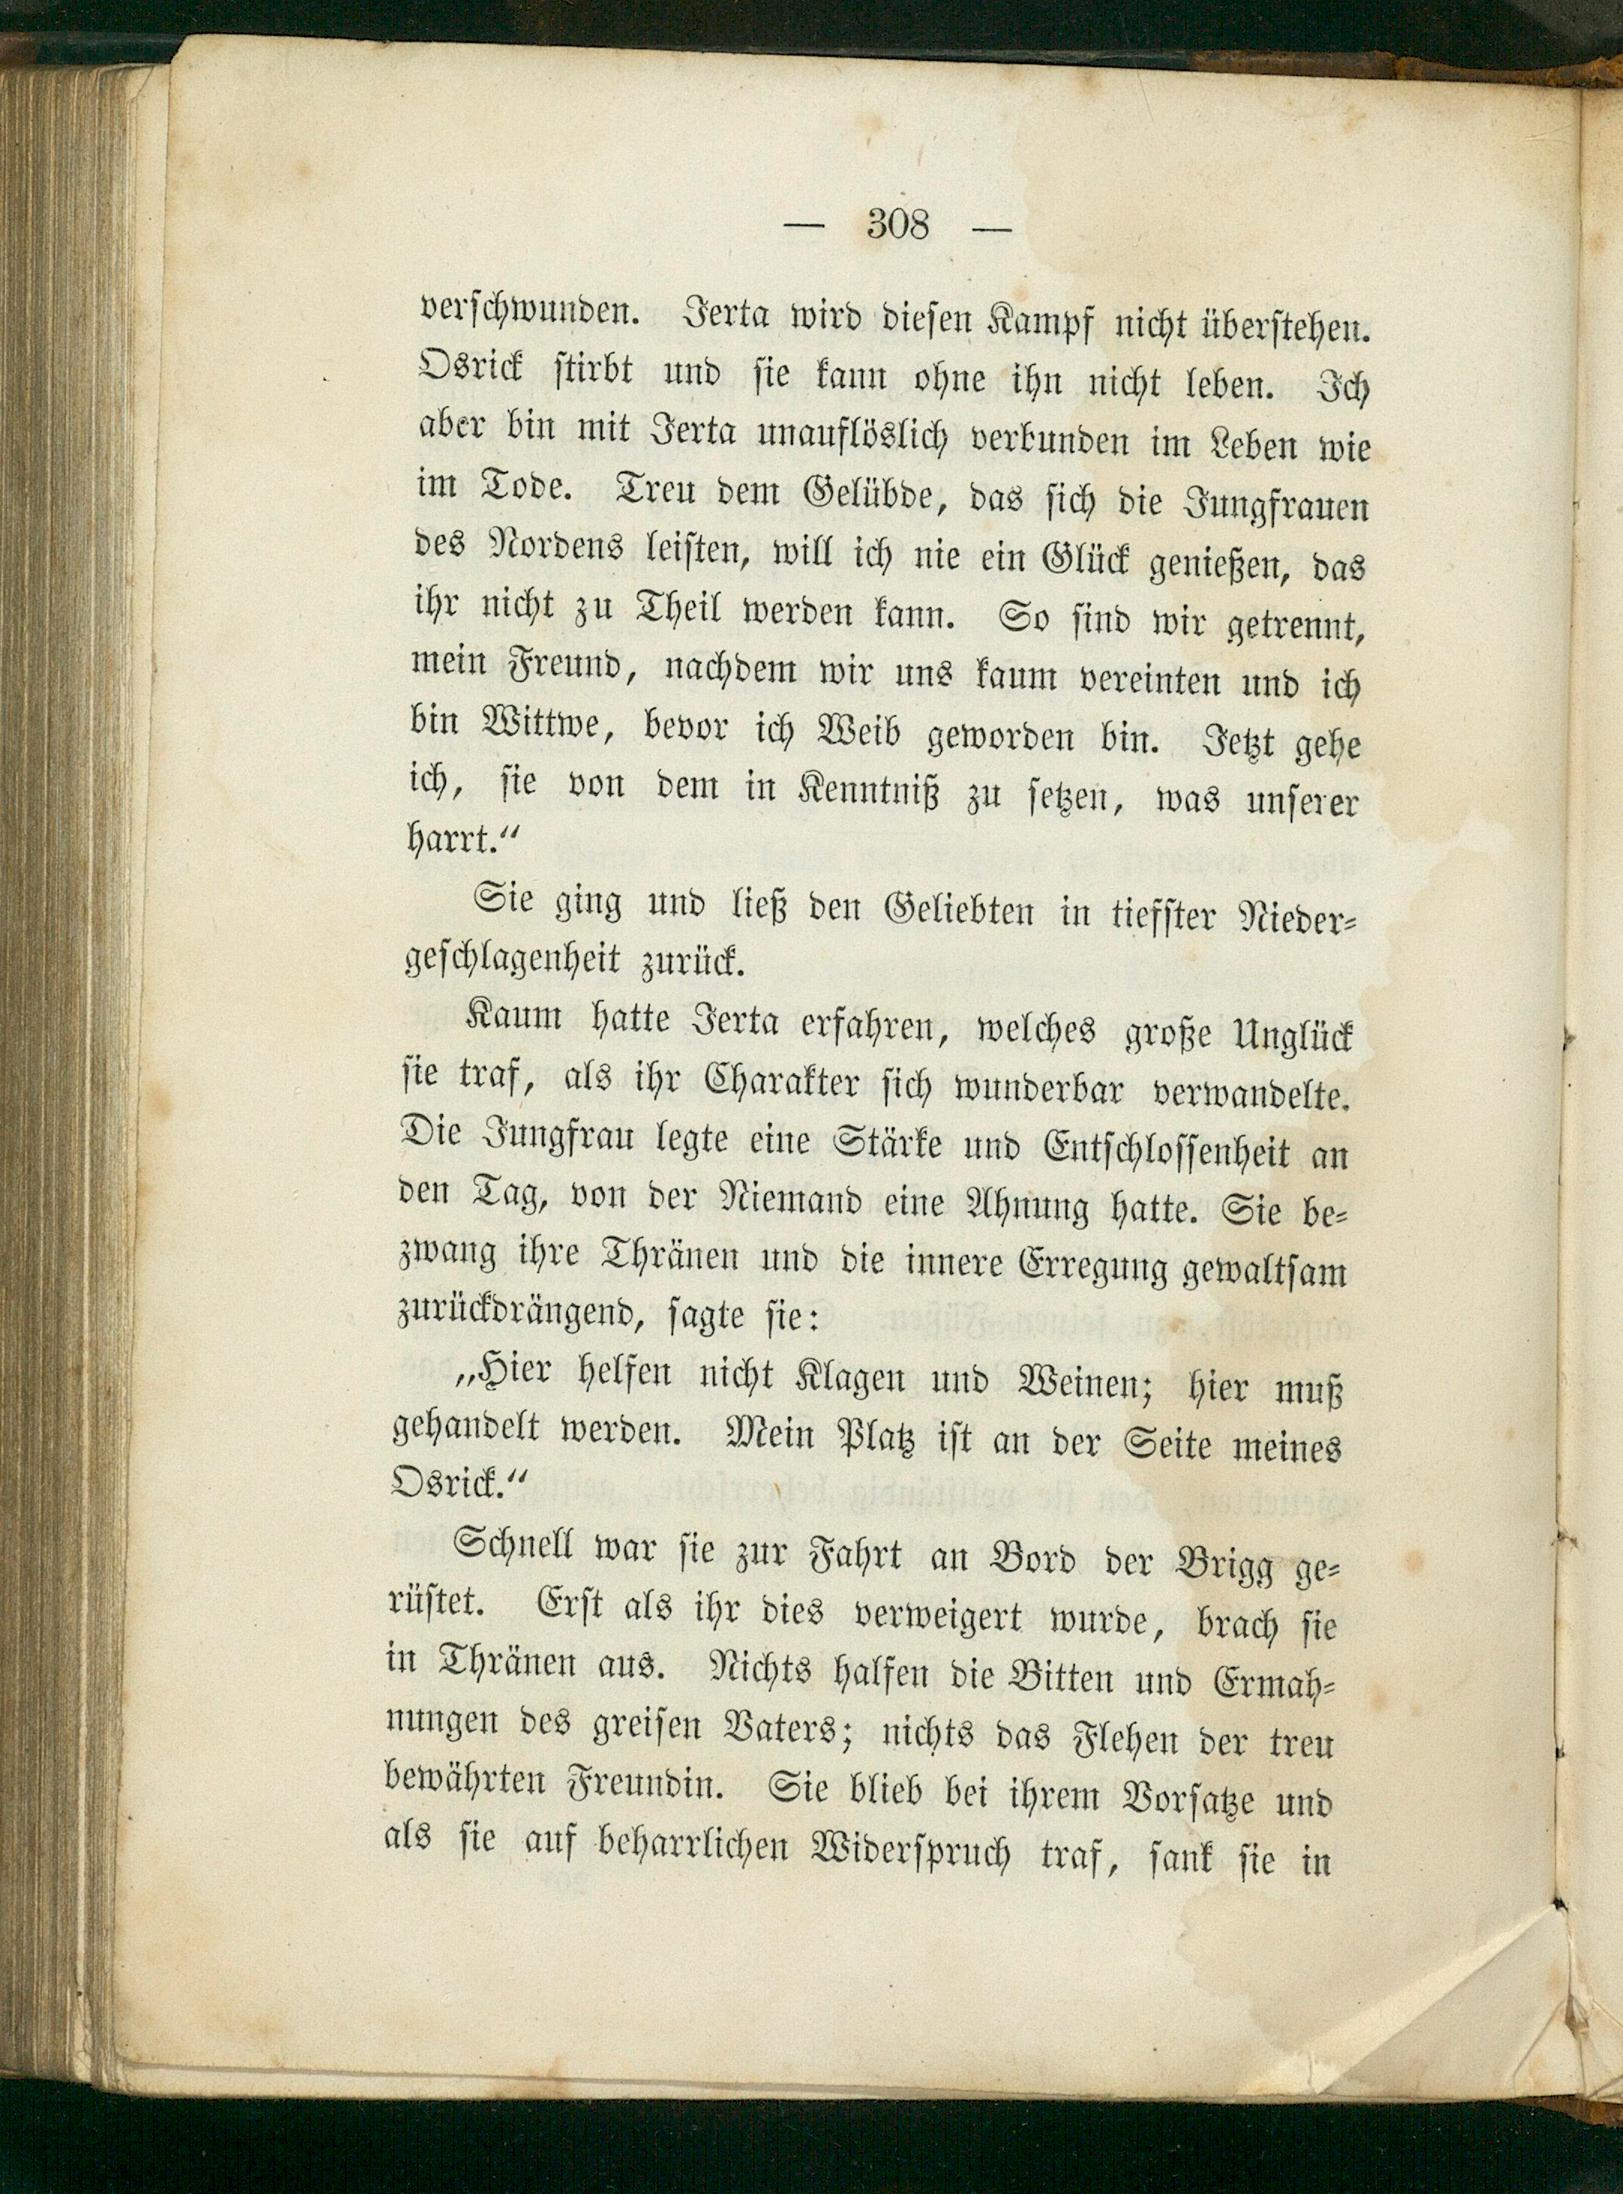 — 308 —
verschwunden. Jerta wird diesen Kampf nicht überstehen.
Osrick stirbt und sie kann ohne ihn nicht leben. Ich
aber bin mit Jerta unauflöslich verbunden im Leben wie
im Tode. Treu dem Gelübde, das sich die Jungfrauen
des Nordens leisten, will ich nie ein Glück genießen, das
ihr nicht zu Theil werden kann. So sind wir getrennt,
mein Freund, nachdem wir uns kaum vereinten und ich
bin Wittwe, bevor ich Weib geworden bin. Jetzt gehe
ich, sie von dem in Kenntniß zu setzen, was unserer
harrt.“
Sie ging und ließ den Geliebten in tiefster Nieder-
geschlagenheit zurück.
Kaum hatte Jerta erfahren, welches große Unglück
sie traf, als ihr Charakter sich wunderbar verwandelte.
Die Jungfrau legte eine Stärke und Entschlossenheit an
den Tag, von der Niemand eine Ahnung hatte. Sie be-
zwang ihre Thränen und die innere Erregung gewaltsam
zurückdrängend, sagte sie:
„Hier helfen nicht Klagen und Weinen; hier muß
gehandelt werden. Mein Platz ist an der Seite meines
Osrick.“
Schnell war sie zur Fahrt an Bord der Brigg ge-
rüstet. Erst als ihr dies verweigert wurde, brach sie
in Thränen aus. Nichts halfen die Bitten und Ermah-
nungen des greisen Vaters; nichts das Flehen der treu
bewährten Freundin. Sie blieb bei ihrem Vorsatze und
als sie auf beharrlichen Widerspruch traf, sank sie in